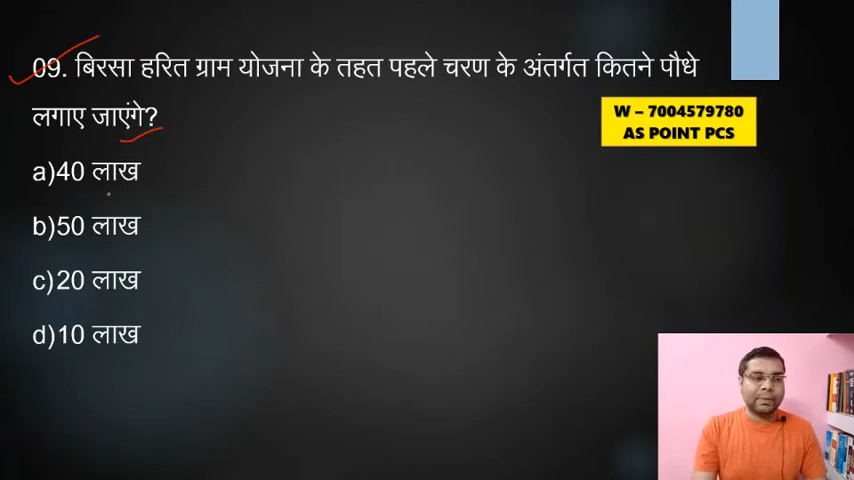 09. बिरसा हरित ग्राम योजना के तहत पहले चरण के अंतर्गत कितने पौधे
लगाए जाएंगे?
W – 7004579780
AS POINT PCS
a)40 लाख
b)50 लाख
c)20 लाख
d)10 लाख